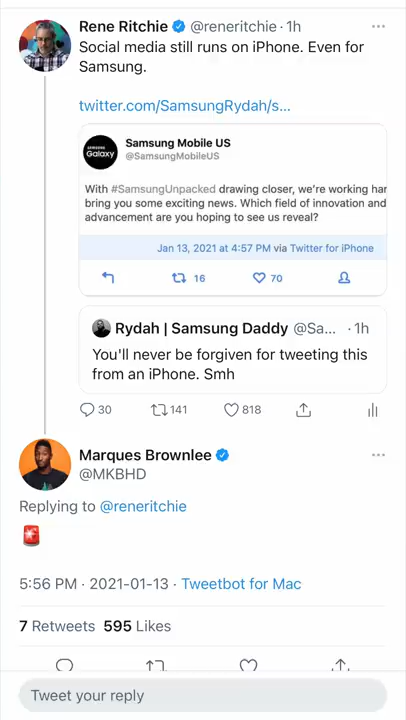 Rene Ritchie @reneritchie · 1h
Social media still runs on iPhone. Even for
Samsung.
twitter.com/SamsungRydah/s...
SAMSUNG
Galaxy
Samsung Mobile US
@SamsungMobileUS
With #SamsungUnpacked drawing closer, we're working har
bring you some exciting news. Which field of innovation and
advancement are you hoping to see us reveal?
Jan 13, 2021 at 4:57 PM via Twitter for iPhone
16 70
Rydah | Samsung Daddy @Sa... · 1h
You'll never be forgiven for tweeting this
from an iPhone. Smh
30 141 818
Marques Brownlee
@MKBHD
Replying to @reneritchie
5:56 PM · 2021-01-13 · Tweetbot for Mac
7 Retweets 595 Likes
Tweet your reply